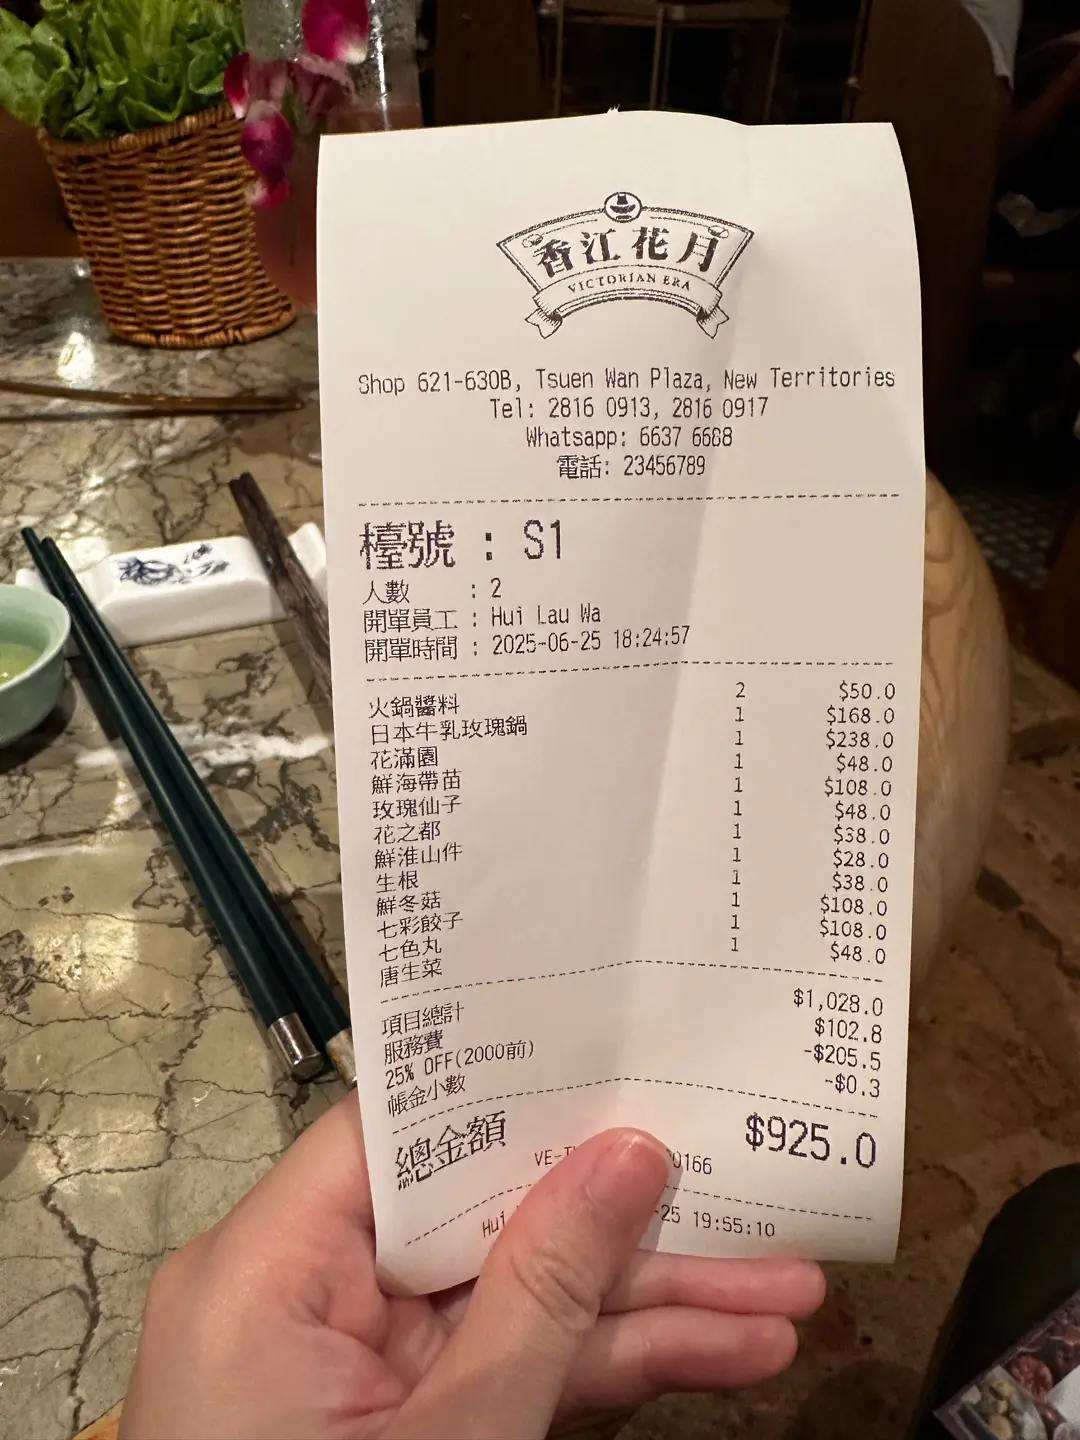 香江花月
VICTORIAN ERA
Shop 621-630B, Tsuen Wan Plaza, New Territories
Tel: 2816 0913, 2816 0917
Whatsapp: 6637 6688
電話: 23456789
檯號 : S1
人數 : 2
開單員工 : Hui Lau Wa
開單時間 : 2025-06-25 18:24:57
火鍋醬料 2 $50.0
日本牛乳玫瑰鍋 1 $168.0
花滿園 1 $238.0
鮮海帶苗 1 $48.0
玫瑰仙子 1 $108.0
花之都 1 $48.0
鮮淮山件 1 $38.0
生根 1 $28.0
鮮冬菇 1 $38.0
七彩餃子 1 $108.0
七色丸 1 $108.0
唐生菜 1 $48.0
項目總計 $1,028.0
服務費 $102.8
25% OFF(2000前) -$205.5
帳金小數 -$0.3
總金額 $925.0
Hui 19:55:10